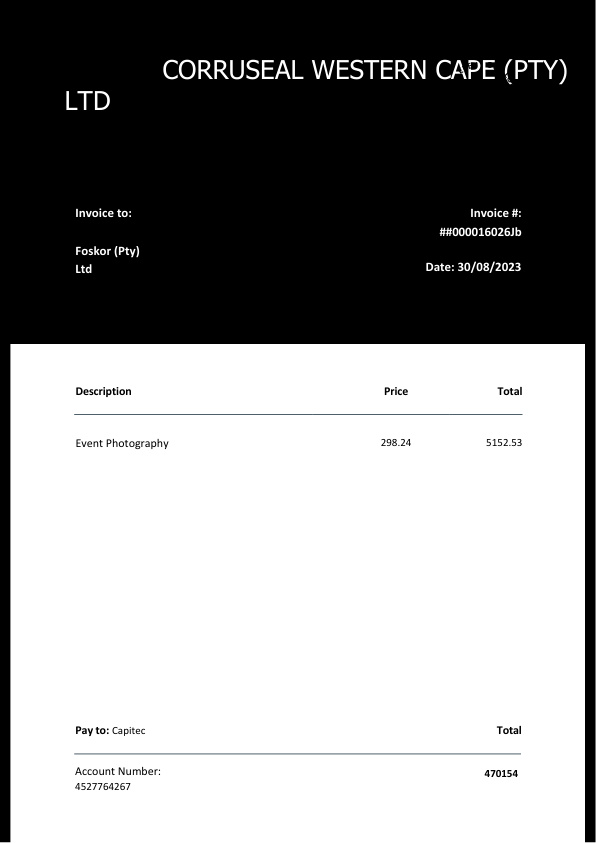 CORRUSEAL WESTERN CAPE (PTY)
LTD
Invoice to:
Invoice #:
##000016026Jb
Foskor (Pty)
Ltd
Date: 30/08/2023
Description Price Total
Event Photography 298.24 5152.53
Pay to: Capitec Total
Account Number:
4527764267
470154